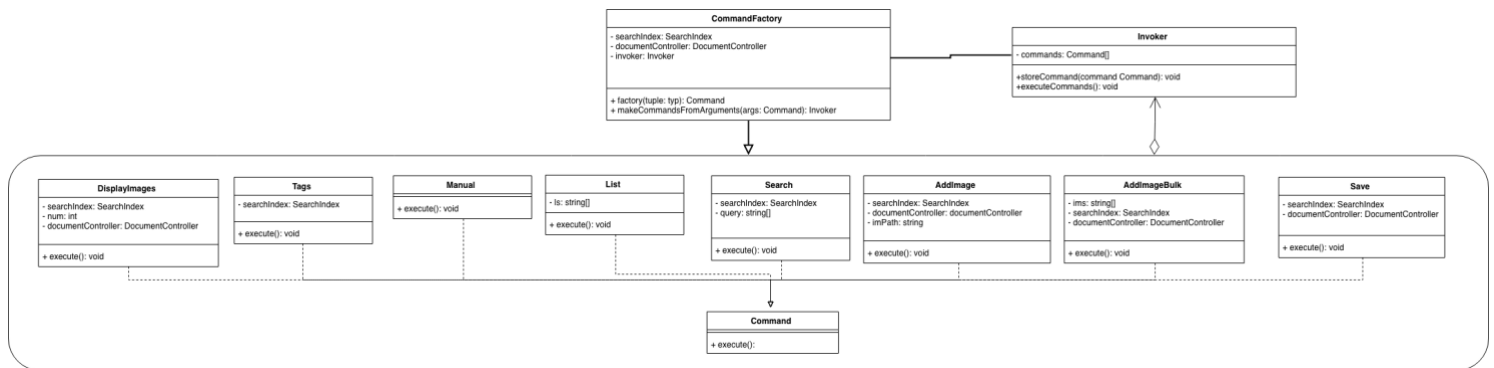 CommandFactory
- searchIndex: SearchIndex
- documentController: DocumentController
- invoker: Invoker
+ factory(tuple: typ): Command
+ makeCommandsFromArguments(args: Command): Invoker
Invoker
- commands: Command[]
+storeCommand(command Command): void
+executeCommands(): void
DisplayImages
- searchIndex: SearchIndex
- num: int
- documentController: DocumentController
+ execute(): void
Tags
- searchIndex: SearchIndex
+ execute(): void
Manual
+ execute(): void
List
- ls: string[]
+ execute(): void
Search
- searchIndex: SearchIndex
- query: string[]
+ execute(): void
AddImage
- searchIndex: SearchIndex
- documentController: documentController
- imPath: string
+ execute(): void
AddImageBulk
- ims: string[]
- searchIndex: SearchIndex
- documentController: DocumentController
+ execute(): void
Save
- searchIndex: SearchIndex
- documentController: DocumentController
+ execute(): void
Command
+ execute():